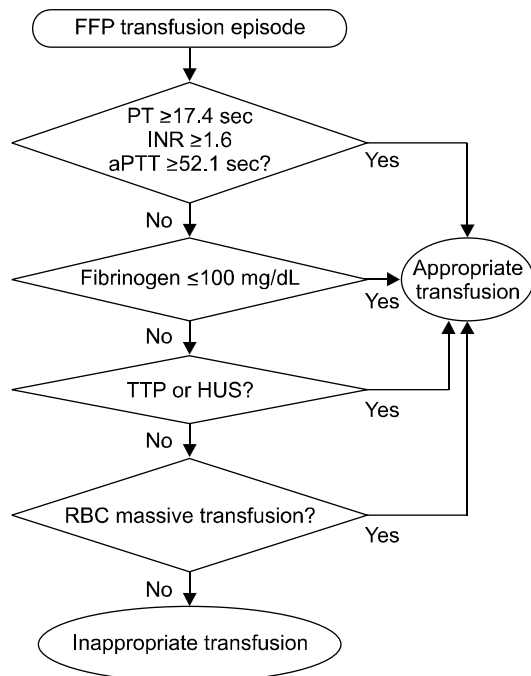 FFP transfusion episode
PT ≥17.4 sec
INR ≥1.6
aPTT ≥52.1 sec?
Yes
No
Fibrinogen ≤100 mg/dL
Yes
Appropriate
transfusion
No
TTP or HUS?
Yes
No
RBC massive transfusion?
Yes
No
Inappropriate transfusion